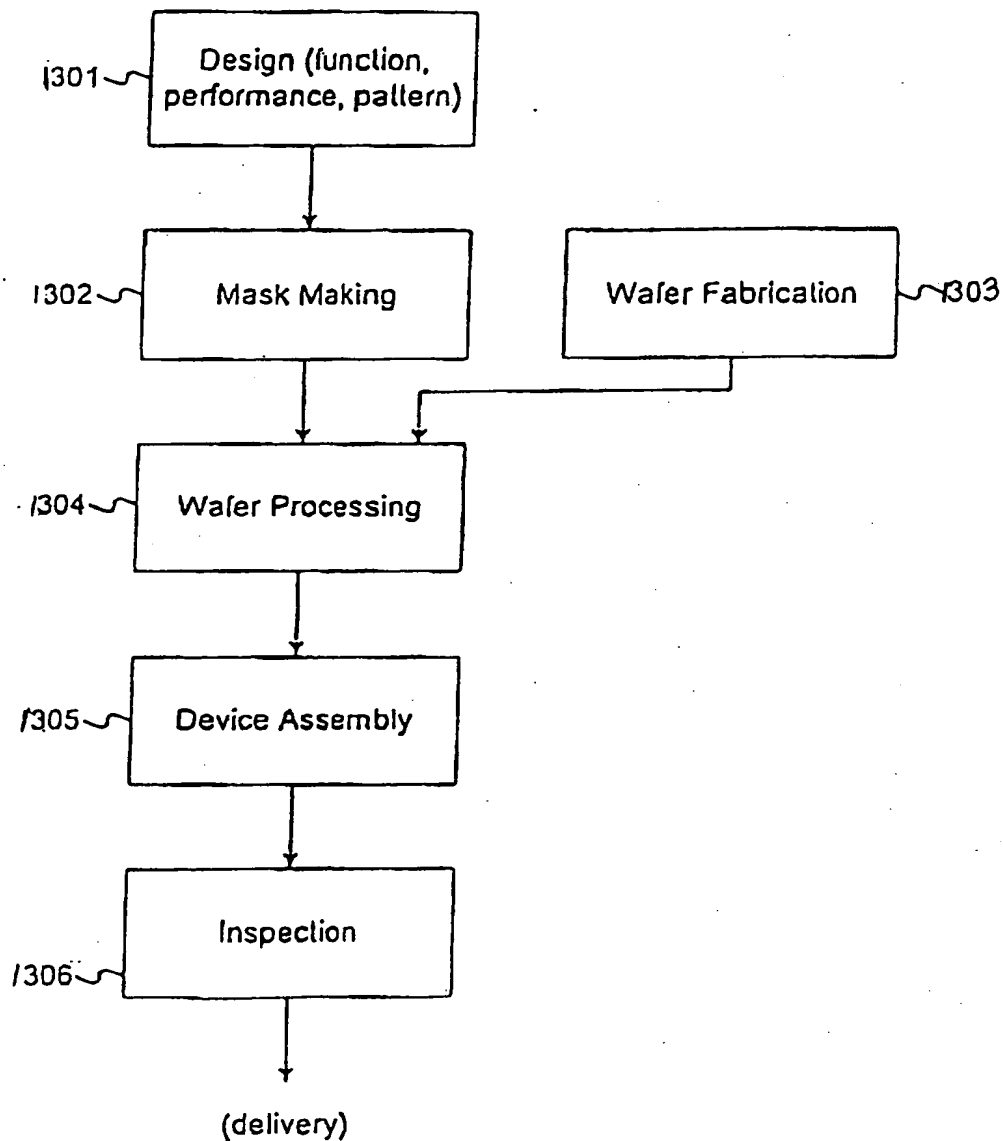 Design (function,
1301
performance, pattern)
1302
Mask Making
Wafer Fabrication
1303
1304
Wafer Processing
1305
Device Assembly
Inspection
1306
(delivery)